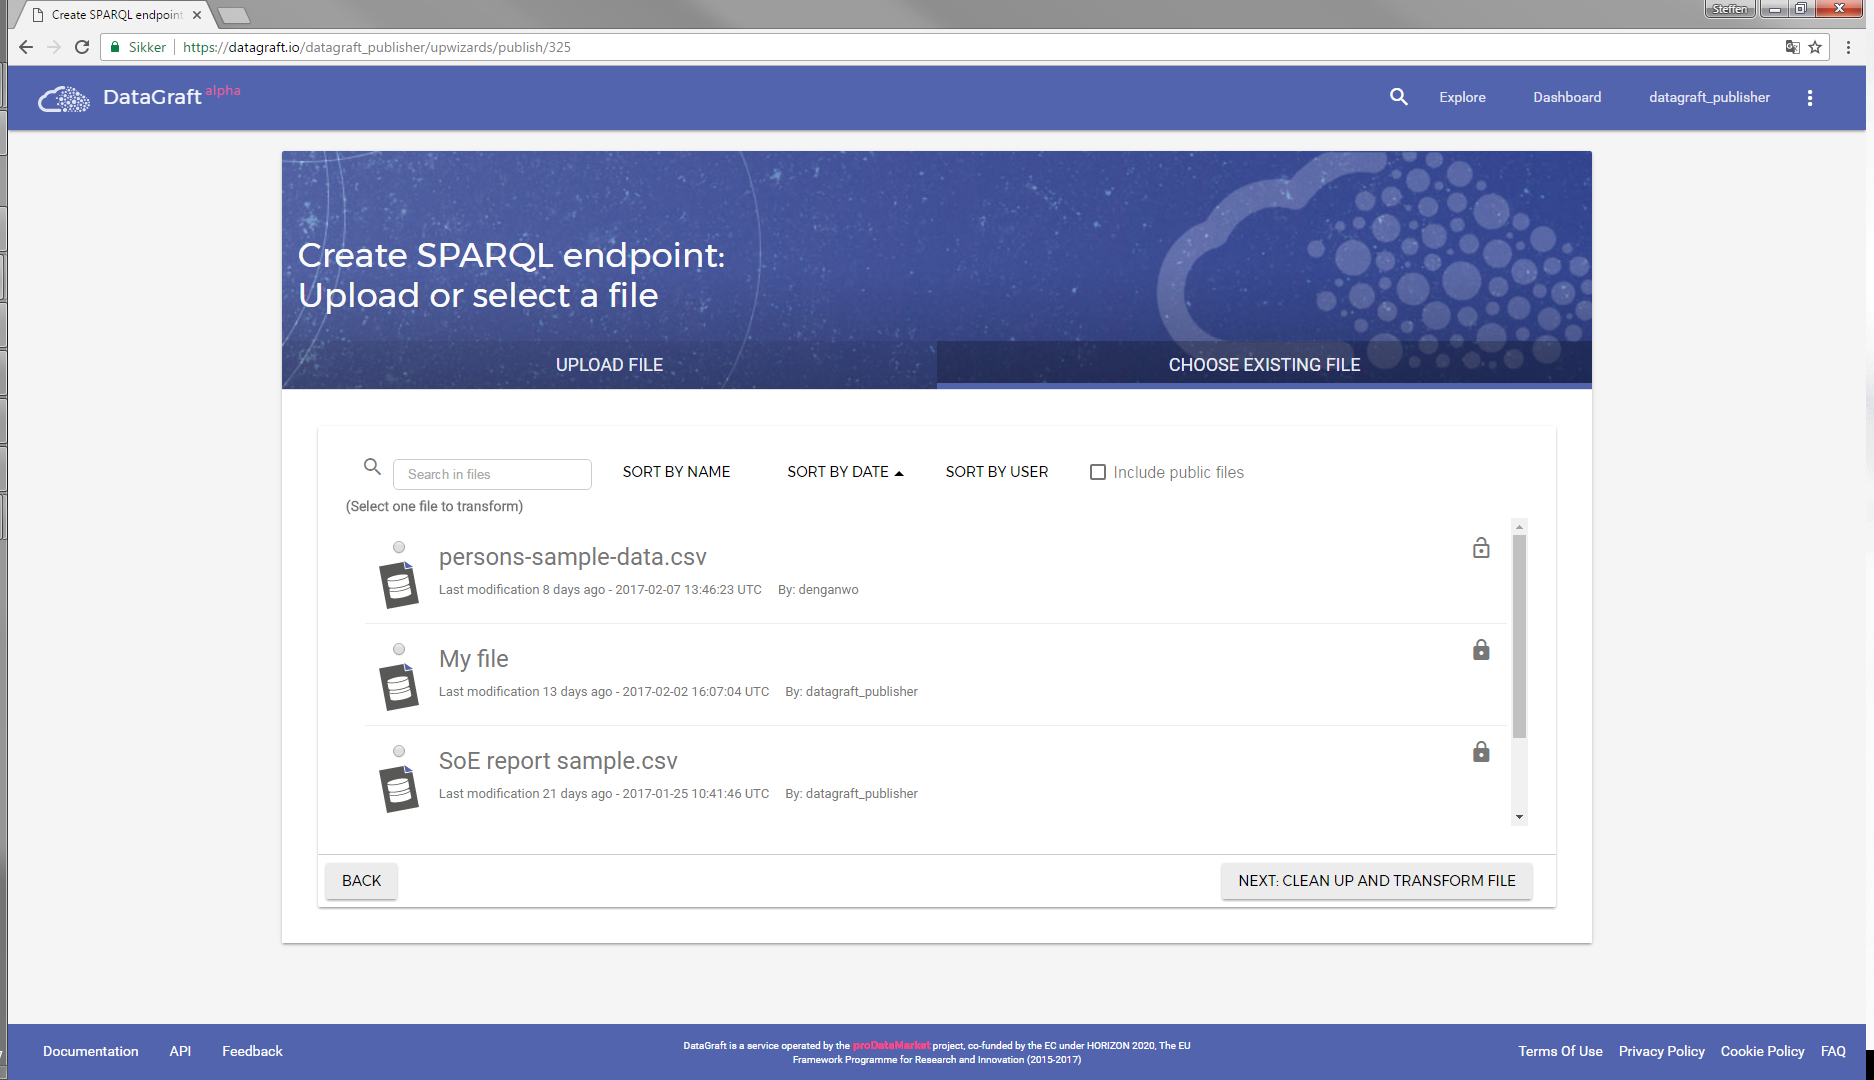 Create SPARQL endpoint
Steffen
Sikker
https://datagraft.io/datagraft_publisher/upwizards/publish/325
DataGraft alpha
Explore
Dashboard
datagraft_publisher
Create SPARQL endpoint:
Upload or select a file
UPLOAD FILE
CHOOSE EXISTING FILE
Search in files
SORT BY NAME
SORT BY DATE
SORT BY USER
Include public files
(Select one file to transform)
persons-sample-data.csv
Last modification 8 days ago - 2017-02-07 13:46:23 UTC By: denganwo
My file
Last modification 13 days ago - 2017-02-02 16:07:04 UTC By: datagraft_publisher
SoE report sample.csv
Last modification 21 days ago - 2017-01-25 10:41:46 UTC By: datagraft_publisher
BACK
NEXT: CLEAN UP AND TRANSFORM FILE
Documentation
API
Feedback
DataGraft is a service operated by the proDataMarket project, co-funded by the EC under HORIZON 2020, The EU
Framework Programme for Research and Innovation (2015-2017)
Terms Of Use
Privacy Policy
Cookie Policy
FAQ